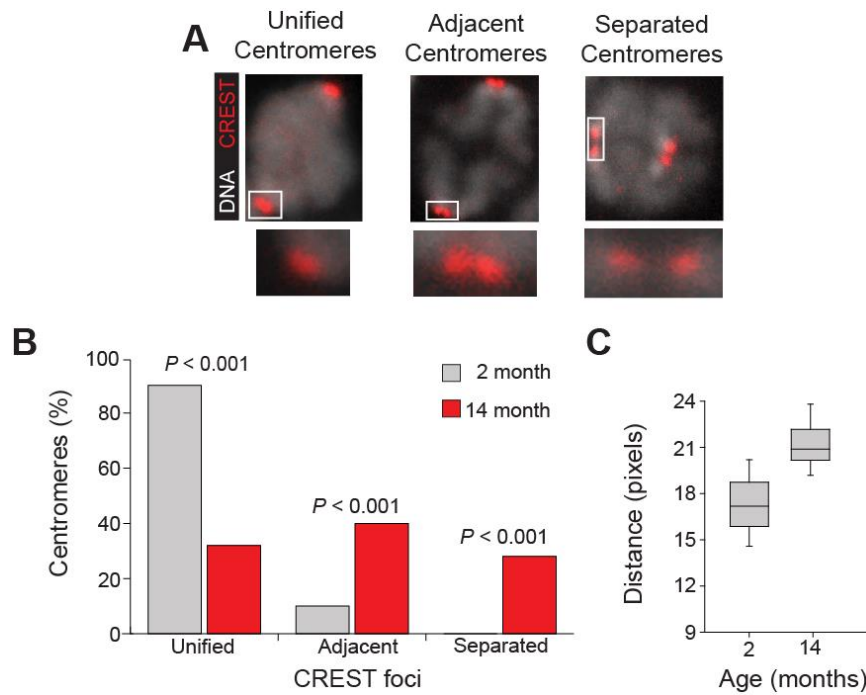 A
Unified
Centromeres
Adjacent
Centromeres
Separated
Centromeres
DNA CREST
B
P < 0.001
P < 0.001
P < 0.001
2 month
14 month
Centromeres (%)
100
80
60
40
20
0
Unified
Adjacent
Separated
CREST foci
C
Distance (pixels)
24
21
18
15
12
9
2
14
Age (months)